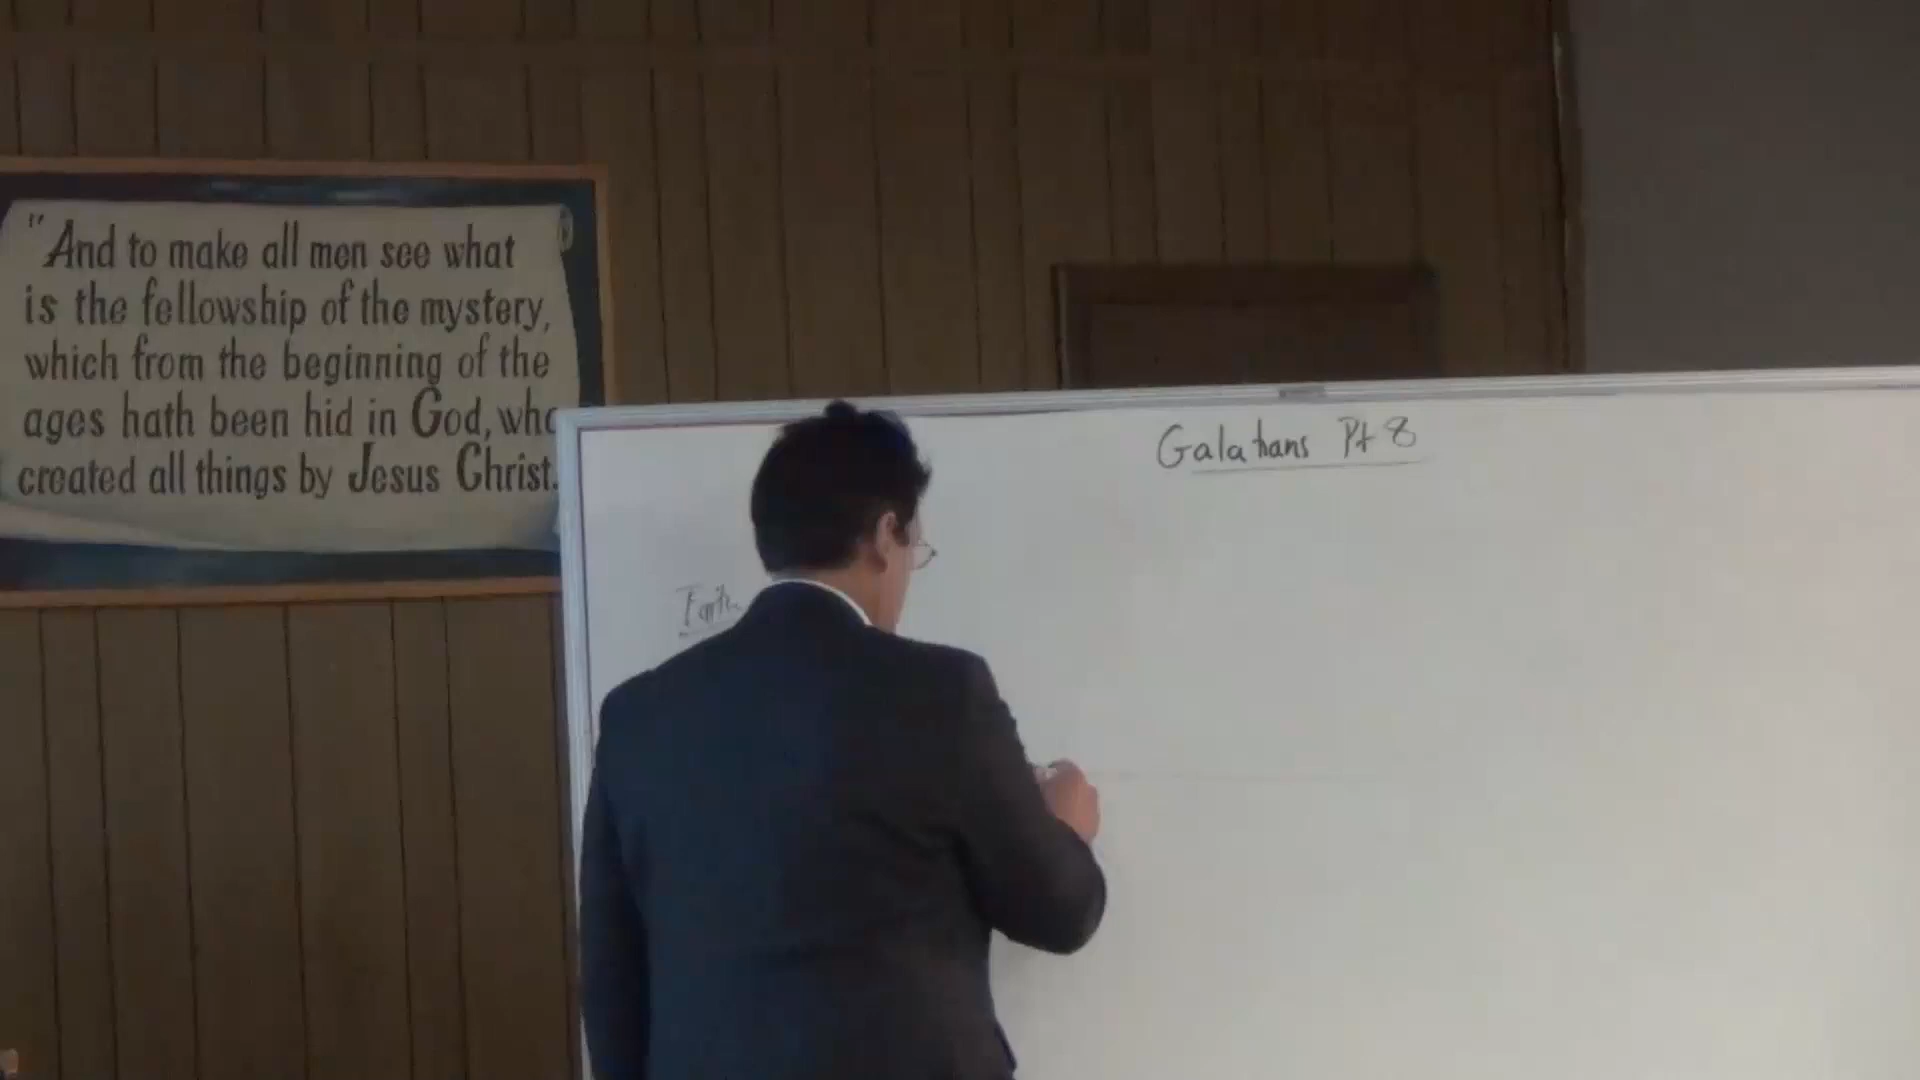 "And to make all men see what
is the fellowship of the mystery,
which from the beginning of the
ages hath been hid in God, who
created all things by Jesus Christ.
Galatians Pt 8
Faith